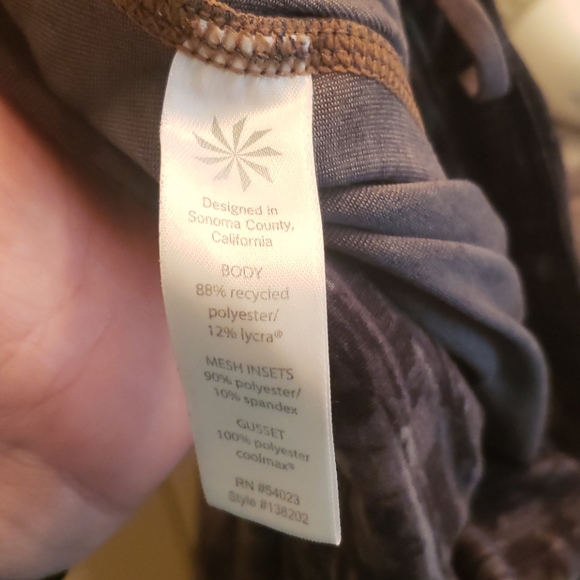 Designed in
Sonoma County,
California
BODY
88% recycled
polyester/
12% lycra®
MESH INSETS
90% polyester/
10% spandex
GUSSET
100% polyester
coolmax®
RN #54023
Style #138202